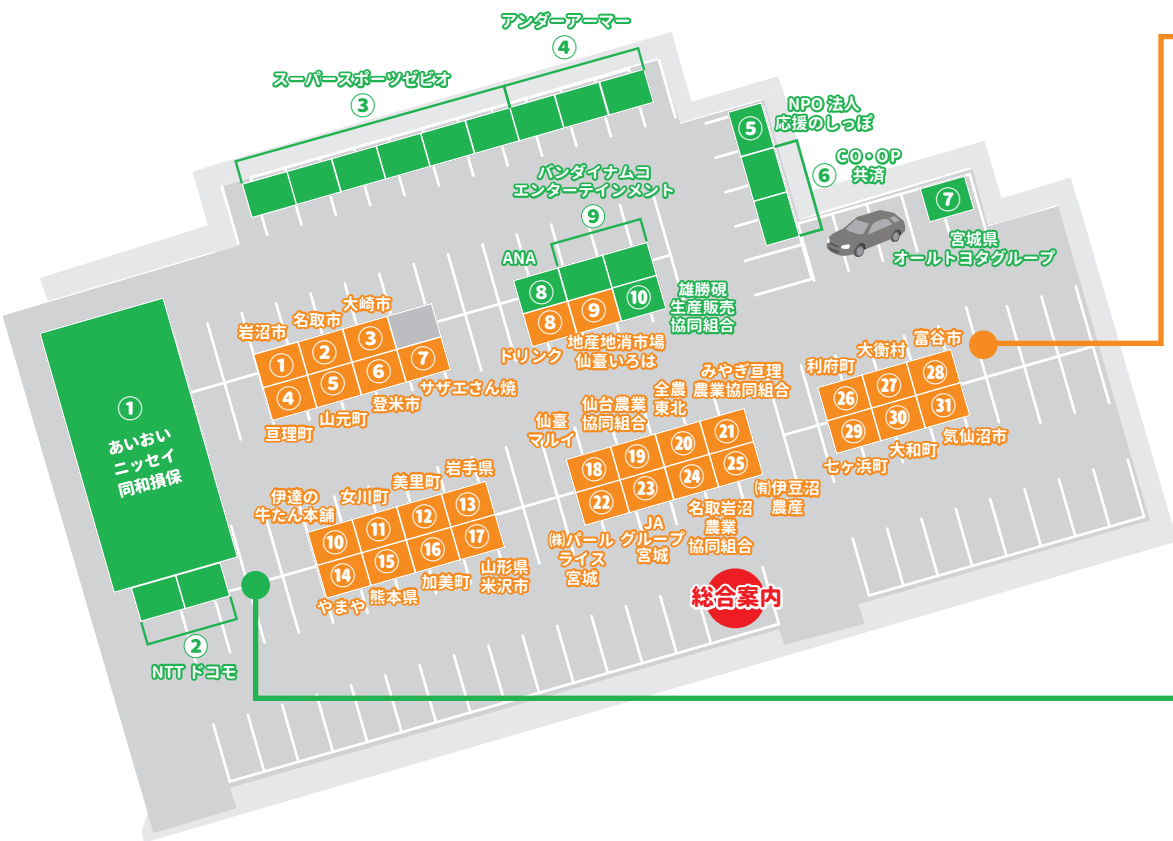 アンダーアーマー
④
スーパースポーツゼビオ
③
NPO 法人
応援のしっぽ
⑤
⑥
CO・OP
共済
⑦
宮城県
オールトヨタグループ
バンダイナムコ
エンターテインメント
⑨
ANA
⑧
⑩
雄勝硯
生産販売
協同組合
⑧
⑨
ドリンク
地産地消市場
仙臺いろは
大崎市
名取市
岩沼市
①
②
③
④
⑤
⑥
⑦
サザエさん焼
登米市
山元町
亘理町
①
あいおい
ニッセイ
同和損保
②
NTT ドコモ
富谷市
大衡村
利府町
㉖
㉗
㉘
㉙
㉚
㉛
気仙沼市
大和町
七ヶ浜町
みやぎ亘理
農業協同組合
全農
東北
仙台農業
協同組合
仙臺
マルイ
⑱
⑲
⑳
㉑
㉒
㉓
㉔
㉕
㈲伊豆沼
農産
名取岩沼
農業
協同組合
JA
グループ
宮城
㈱パール
ライス
宮城
岩手県
美里町
女川町
伊達の
牛たん本舗
⑩
⑪
⑫
⑬
⑭
⑮
⑯
⑰
山形県
米沢市
加美町
熊本県
やまや
総合案内